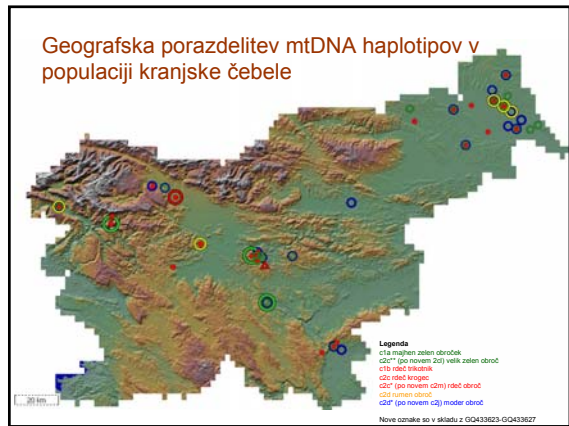 Geografska porazdelitev mtDNA haplotipov v
populaciji kranjske čebele
20 km
Legenda
c1a majhen zelen obroček
c2c** (po novem 2cl) velik zelen obroč
c1b rdeč trikotnik
c2c rdeč krogec
c2c* (po novem c2m) rdeč obroč
c2d rumen obroč
c2d* (po novem c2j) moder obroč
Nove oznake so v skladu z GQ433623-GQ433627